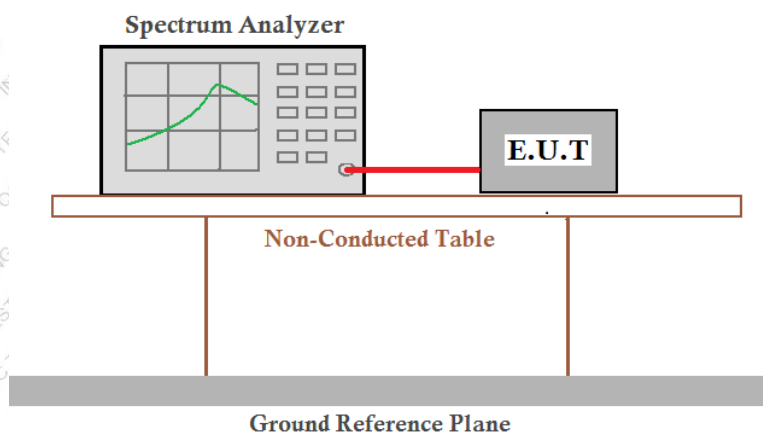 Spectrum Analyzer
E.U.T
Non-Conducted Table
Ground Reference Plane